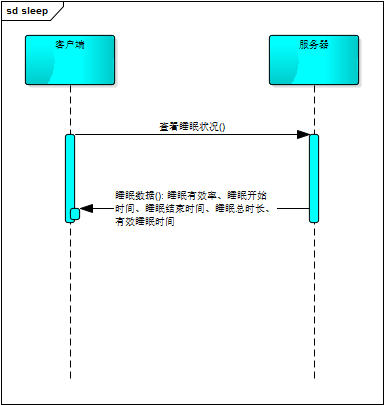 sd sleep
客户端
服务器
查看睡眠状况()
睡眠数据(): 睡眠有效率、睡眠开始
时间、睡眠结束时间、睡眠总时长、
有效睡眠时间